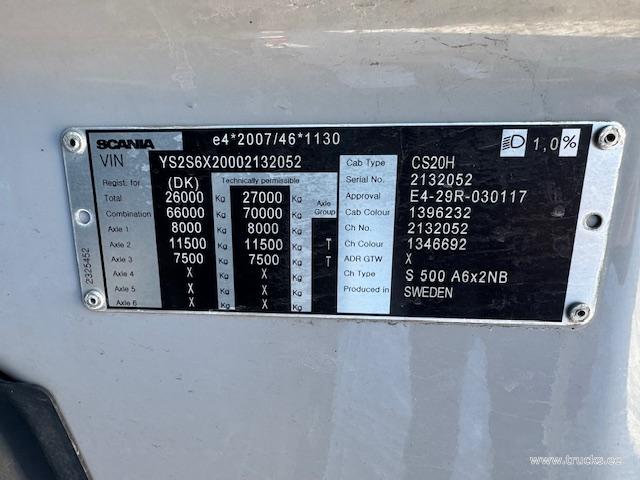 SCANIA e4*2007/46*1130 1,0%
VIN YS2S6X20002132052
Regist. for (DK) Technically permissible
Total 26000 Kg 27000 Kg Axle Group
Combination 66000 Kg 70000 Kg
Axle 1 8000 Kg 8000 Kg
Axle 2 11500 Kg 11500 Kg T
Axle 3 7500 Kg 7500 Kg T
Axle 4 X Kg X Kg
Axle 5 X Kg X Kg
Axle 6 X Kg X Kg
Cab Type CS20H
Serial No. 2132052
Approval E4-29R-030117
Cab Colour 1396232
Ch No. 2132052
Ch Colour 1346692
ADR GTW X
Ch Type S 500 A6x2NB
Produced in SWEDEN
2325452
www.trucks.ee